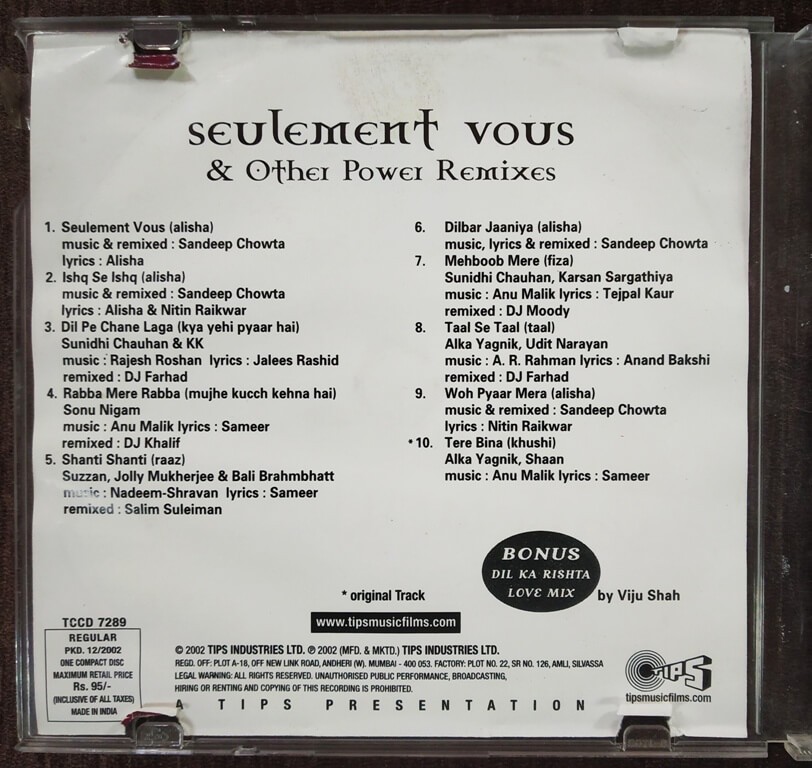 seulement vous
& Other Power Remixes
1. Seulement Vous (alisha)
music & remixed : Sandeep Chowta
lyrics : Alisha
2. Ishq Se Ishq (alisha)
music & remixed : Sandeep Chowta
lyrics : Alisha & Nitin Raikwar
3. Dil Pe Chane Laga (kya yehi pyaar hai)
Sunidhi Chauhan & KK
music : Rajesh Roshan lyrics : Jalees Rashid
remixed : DJ Farhad
4. Rabba Mere Rabba (mujhe kucch kehna hai)
Sonu Nigam
music : Anu Malik lyrics : Sameer
remixed : DJ Khalif
5. Shanti Shanti (raaz)
Suzzan, Jolly Mukherjee & Bali Brahmbhatt
music : Nadeem-Shravan lyrics : Sameer
remixed : Salim Suleiman
6. Dilbar Jaaniya (alisha)
music, lyrics & remixed : Sandeep Chowta
7. Mehboob Mere (fiza)
Sunidhi Chauhan, Karsan Sargathiya
music : Anu Malik lyrics : Tejpal Kaur
remixed : DJ Moody
8. Taal Se Taal (taal)
Alka Yagnik, Udit Narayan
music : A. R. Rahman lyrics : Anand Bakshi
remixed : DJ Farhad
9. Woh Pyaar Mera (alisha)
music & remixed : Sandeep Chowta
lyrics : Nitin Raikwar
*10. Tere Bina (khushi)
Alka Yagnik, Shaan
music : Anu Malik lyrics : Sameer
BONUS
DIL KA RISHTA
LOVE MIX
by Viju Shah
* original Track
www.tipsmusicfilms.com
TCCD 7289
REGULAR
PKD. 12/2002
ONE COMPACT DISC
MAXIMUM RETAIL PRICE
Rs. 95/-
(INCLUSIVE OF ALL TAXES)
MADE IN INDIA
© 2002 TIPS INDUSTRIES LTD. ℗ 2002 (MFD. & MKTD.) TIPS INDUSTRIES LTD.
REGD. OFF: PLOT A-18, OFF NEW LINK ROAD, ANDHERI (W). MUMBAI - 400 053. FACTORY: PLOT NO. 22, SR NO. 126, AMLI, SILVASSA
LEGAL WARNING: ALL RIGHTS RESERVED. UNAUTHORISED PUBLIC PERFORMANCE, BROADCASTING,
HIRING OR RENTING AND COPYING OF THIS RECORDING IS PROHIBITED.
A TIPS PRESENTATION
TIPS
tipsmusicfilms.com